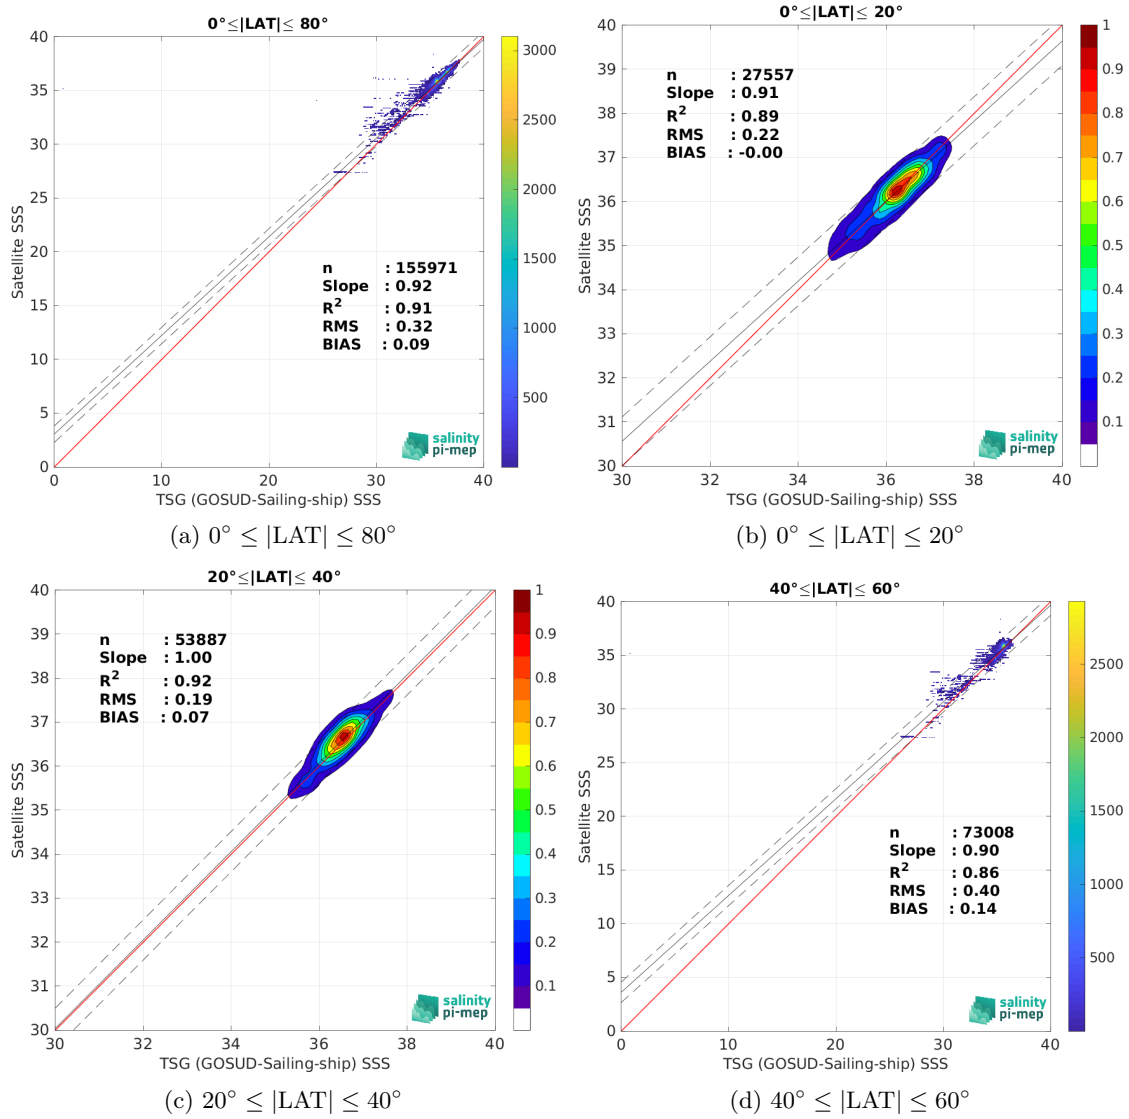 0°≤|LAT|≤ 80°
40
35
30
25
20
15
10
5
0
Satellite SSS
n : 155971
Slope : 0.92
R² : 0.91
RMS : 0.32
BIAS : 0.09
salinity
pi-mep
0 10 20 30 40
TSG (GOSUD-Sailing-ship) SSS
3000
2500
2000
1500
1000
500
(a) 0° ≤ |LAT| ≤ 80°
0°≤|LAT|≤ 20°
40
39
38
37
36
35
34
33
32
31
30
Satellite SSS
n : 27557
Slope : 0.91
R² : 0.89
RMS : 0.22
BIAS : -0.00
salinity
pi-mep
30 32 34 36 38 40
TSG (GOSUD-Sailing-ship) SSS
1
0.9
0.8
0.7
0.6
0.5
0.4
0.3
0.2
0.1
(b) 0° ≤ |LAT| ≤ 20°
20°≤|LAT|≤ 40°
40
39
38
37
36
35
34
33
32
31
30
Satellite SSS
n : 53887
Slope : 1.00
R² : 0.92
RMS : 0.19
BIAS : 0.07
salinity
pi-mep
30 32 34 36 38 40
TSG (GOSUD-Sailing-ship) SSS
1
0.9
0.8
0.7
0.6
0.5
0.4
0.3
0.2
0.1
(c) 20° ≤ |LAT| ≤ 40°
40°≤|LAT|≤ 60°
40
35
30
25
20
15
10
5
0
Satellite SSS
n : 73008
Slope : 0.90
R² : 0.86
RMS : 0.40
BIAS : 0.14
salinity
pi-mep
0 10 20 30 40
TSG (GOSUD-Sailing-ship) SSS
2500
2000
1500
1000
500
(d) 40° ≤ |LAT| ≤ 60°